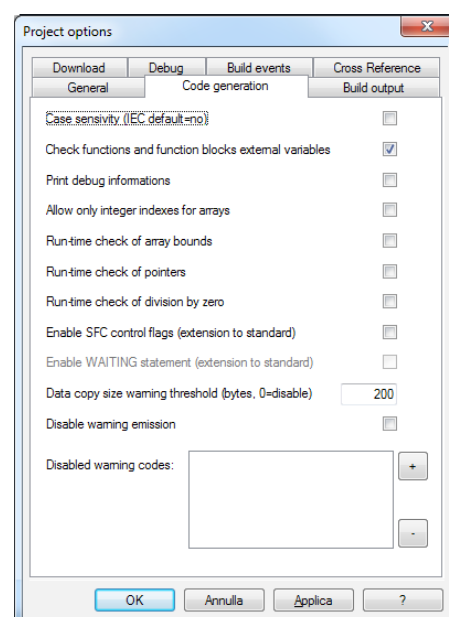 Project options
Download Debug Build events Cross Reference
General Code generation Build output
Case sensivity (IEC default=no)
Check functions and function blocks external variables
Print debug informations
Allow only integer indexes for arrays
Run-time check of array bounds
Run-time check of pointers
Run-time check of division by zero
Enable SFC control flags (extension to standard)
Enable WAITING statement (extension to standard)
Data copy size warning threshold (bytes, 0=disable) 200
Disable warning emission
Disabled warning codes: +
-
OK Annulla Applica ?